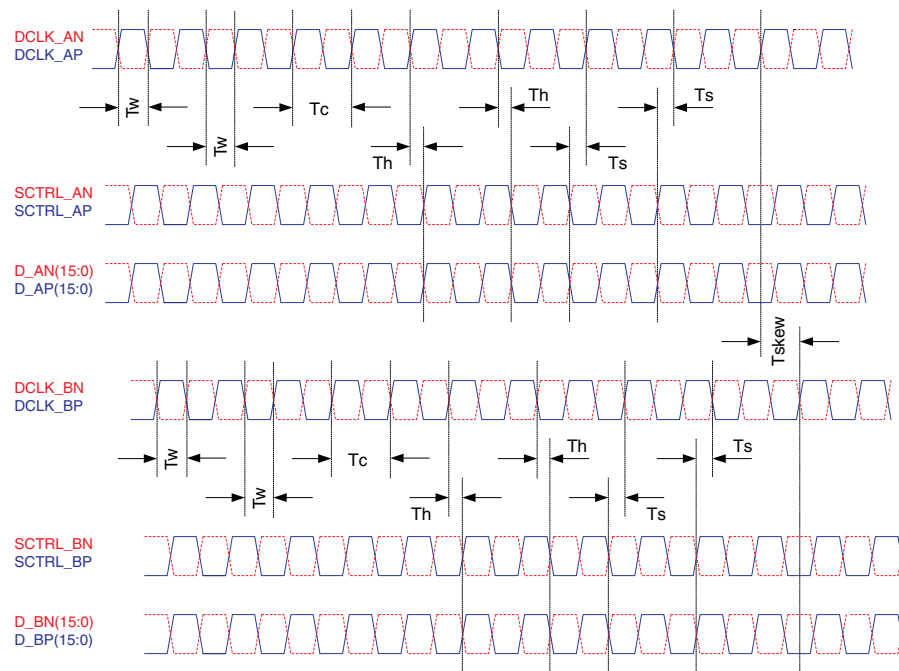 DCLK_AN
DCLK_AP
Tw
Tw
Tc
Th
Th
Ts
Ts
SCTRL_AN
SCTRL_AP
D_AN(15:0)
D_AP(15:0)
Tskew
DCLK_BN
DCLK_BP
Tw
Tw
Tc
Th
Th
Ts
Ts
SCTRL_BN
SCTRL_BP
D_BN(15:0)
D_BP(15:0)